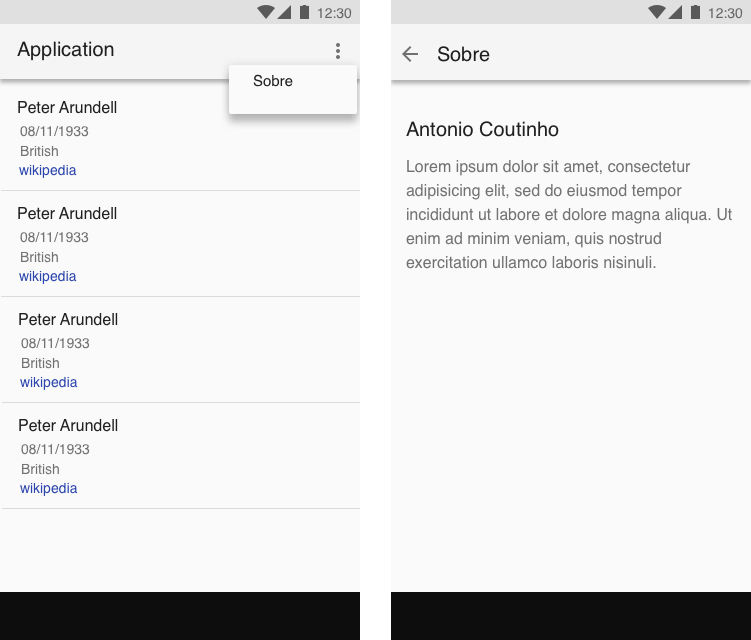 12:30
Application
Sobre
Peter Arundell
08/11/1933
British
wikipedia
Peter Arundell
08/11/1933
British
wikipedia
Peter Arundell
08/11/1933
British
wikipedia
Peter Arundell
08/11/1933
British
wikipedia
12:30
Sobre
Antonio Coutinho
Lorem ipsum dolor sit amet, consectetur
adipisicing elit, sed do eiusmod tempor
incididunt ut labore et dolore magna aliqua. Ut
enim ad minim veniam, quis nostrud
exercitation ullamco laboris nisinuli.